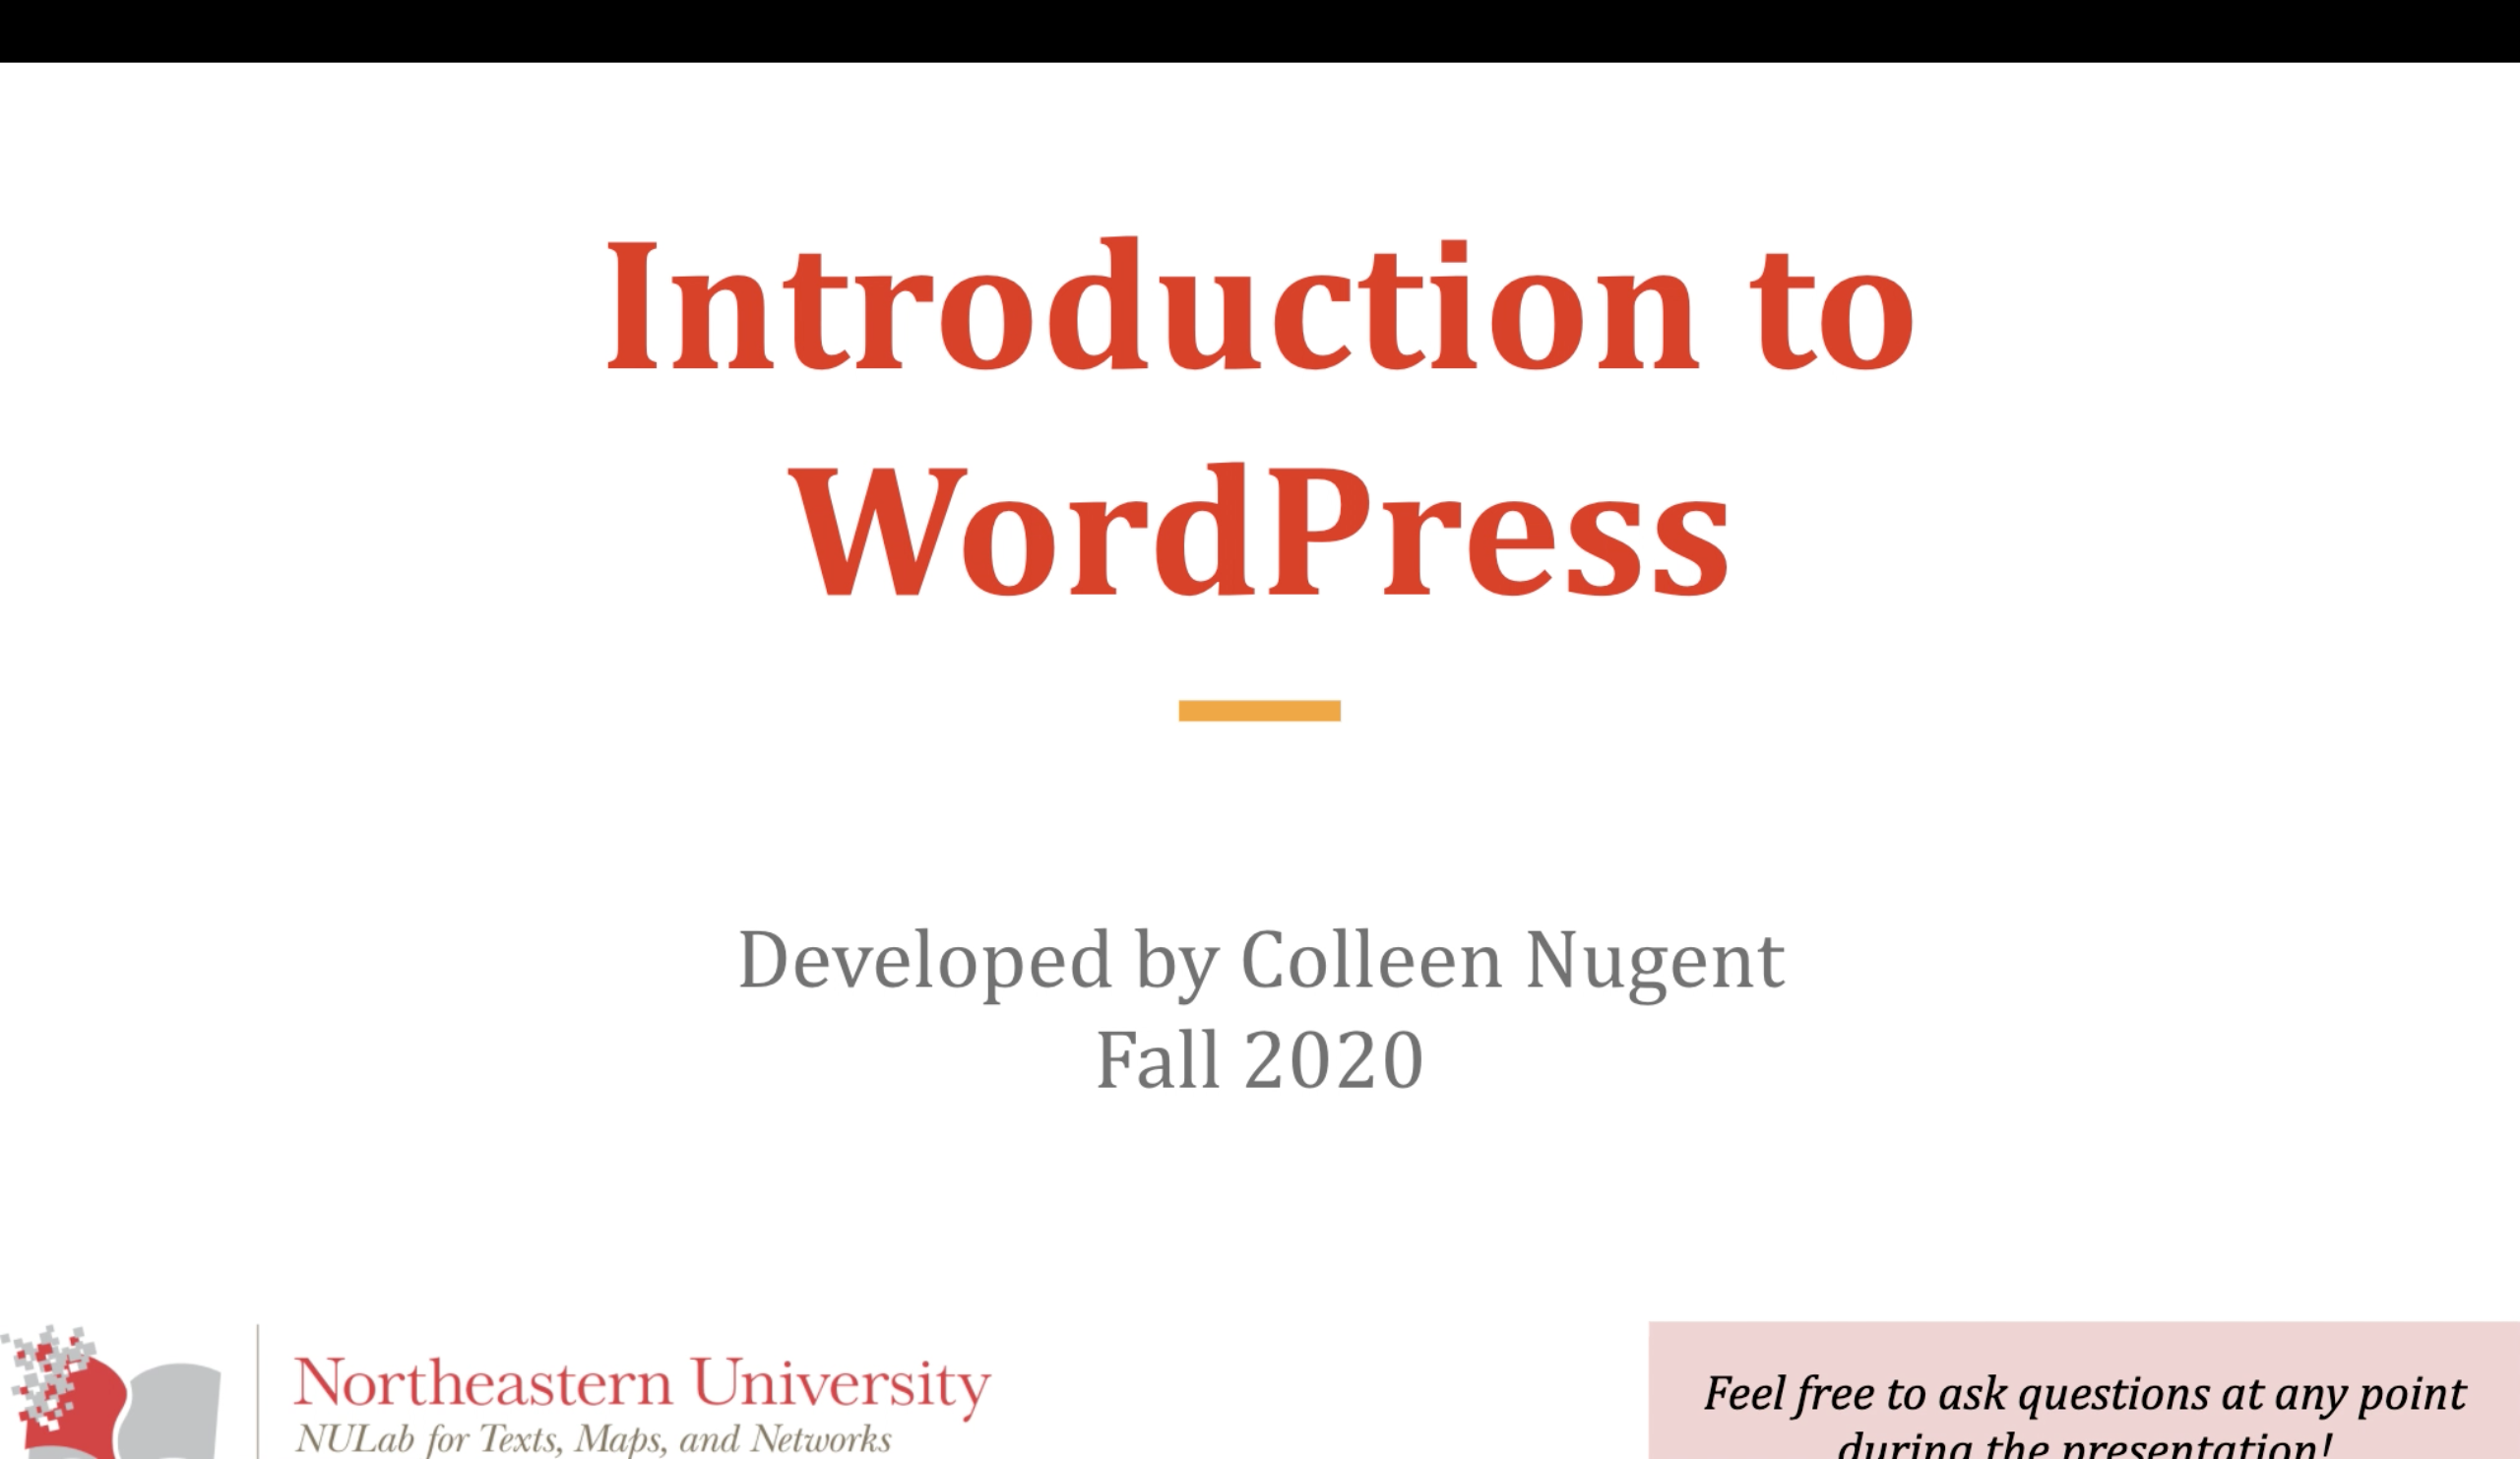 Introduction to
WordPress
Developed by Colleen Nugent
Fall 2020
Northeastern University
NULab for Texts, Maps, and Networks
Feel free to ask questions at any point
during the presentation!